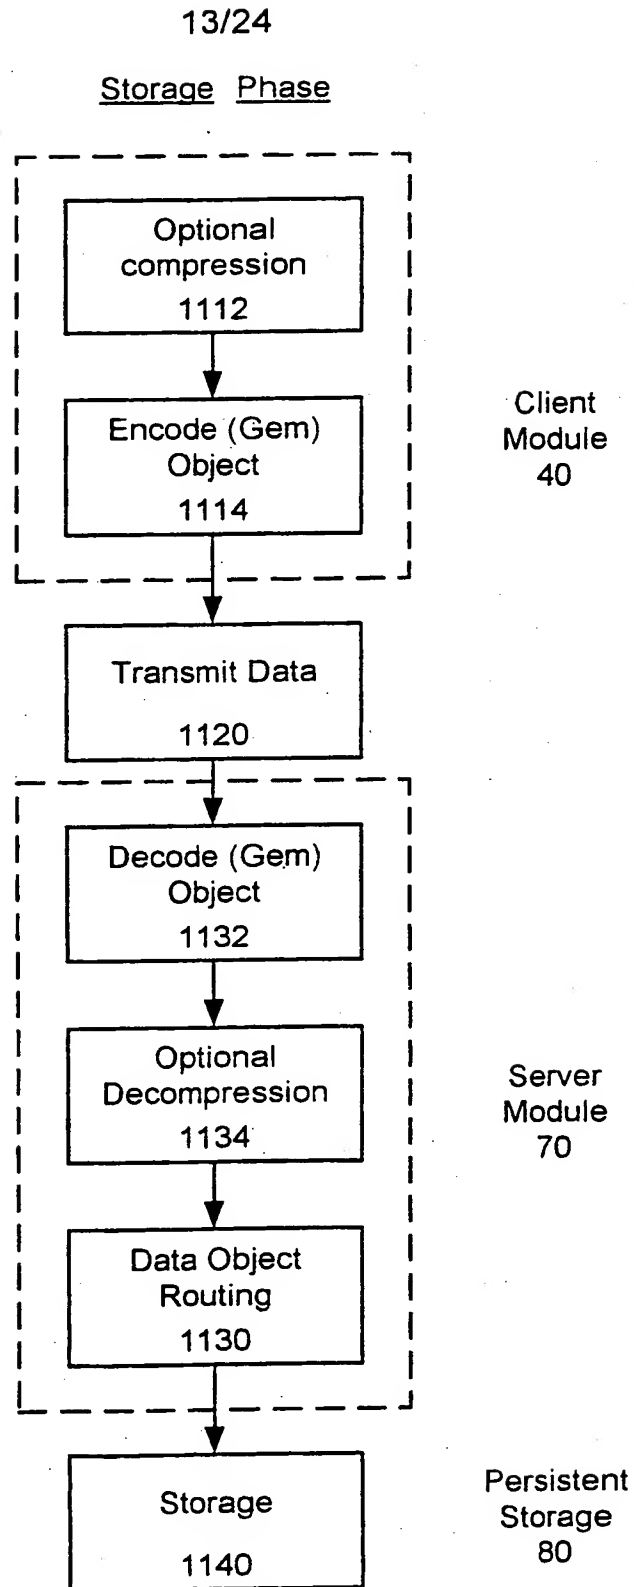 13/24
Storage Phase
Optional
compression
1112
Encode (Gem)
Object
1114
Client
Module
40
Transmit Data
1120
Decode (Gem)
Object
1132
Optional
Decompression
1134
Server
Module
70
Data Object
Routing
1130
Storage
1140
Persistent
Storage
80